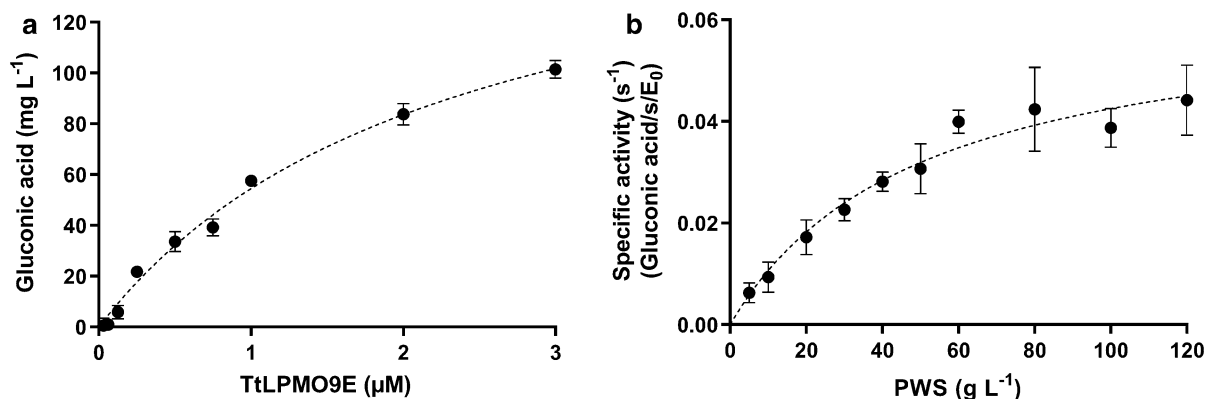 a
120
100
80
60
40
20
0
Gluconic acid (mg L⁻¹)
0 1 2 3
TtLPMO9E (µM)
b
0.06
0.04
0.02
0.00
Specific activity (s⁻¹)
(Gluconic acid/s/E₀)
0 20 40 60 80 100 120
PWS (g L⁻¹)